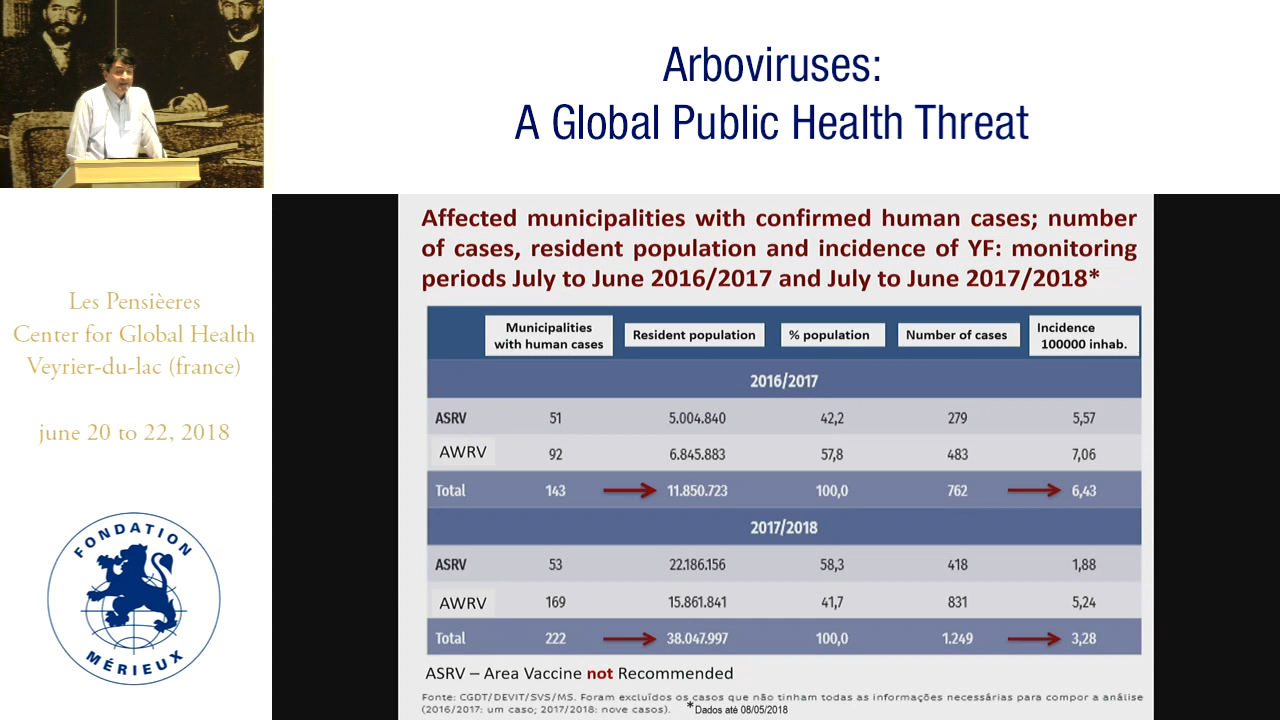 Arboviruses:
A Global Public Health Threat
Les Pensièeres
Center for Global Health
Veyrier-du-lac (france)
june 20 to 22, 2018
FONDATION
MÉRIEUX
Affected municipalities with confirmed human cases; number
of cases, resident population and incidence of YF: monitoring
periods July to June 2016/2017 and July to June 2017/2018*
Municipalities with human cases Resident population % population Number of cases Incidence 100000 inhab.
2016/2017
ASRV 51 5.004.840 42,2 279 5,57
AWRV 92 6.845.883 57,8 483 7,06
Total 143 11.850.723 100,0 762 6,43
2017/2018
ASRV 53 22.186.156 58,3 418 1,88
AWRV 169 15.861.841 41,7 831 5,24
Total 222 38.047.997 100,0 1.249 3,28
ASRV – Area Vaccine not Recommended
Fonte: CGDT/DEVIT/SVS/MS. Foram excluídos os casos que não tinham todas as informações necessárias para compor a análise
(2016/2017: um caso; 2017/2018: nove casos). *Dados até 08/05/2018